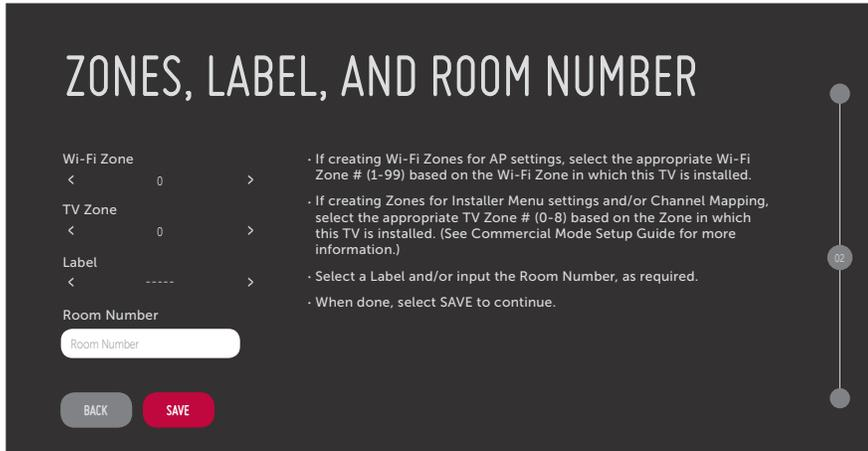 ZONES, LABEL, AND ROOM NUMBER
Wi-Fi Zone
< 0 >
TV Zone
< 0 >
Label
< ----- >
Room Number
Room Number
BACK SAVE
· If creating Wi-Fi Zones for AP settings, select the appropriate Wi-Fi
Zone # (1-99) based on the Wi-Fi Zone in which this TV is installed.
· If creating Zones for Installer Menu settings and/or Channel Mapping,
select the appropriate TV Zone # (0-8) based on the Zone in which
this TV is installed. (See Commercial Mode Setup Guide for more
information.)
· Select a Label and/or input the Room Number, as required.
· When done, select SAVE to continue.
02